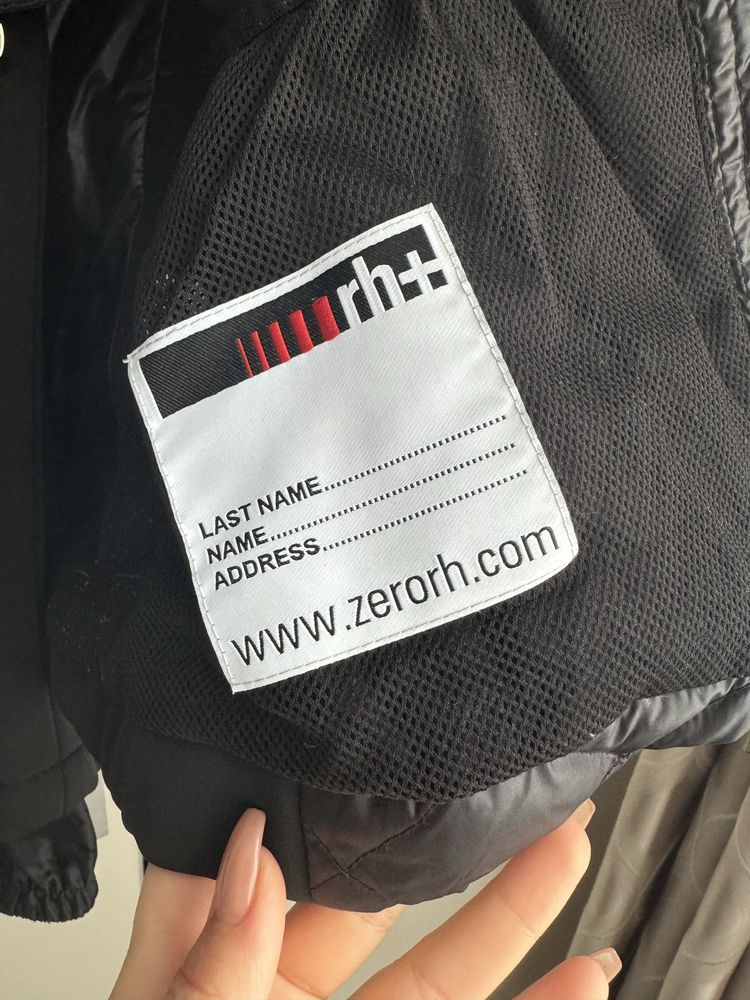 rh+
LAST NAME..............................
NAME........................................
ADDRESS.................................
www.zerorh.com